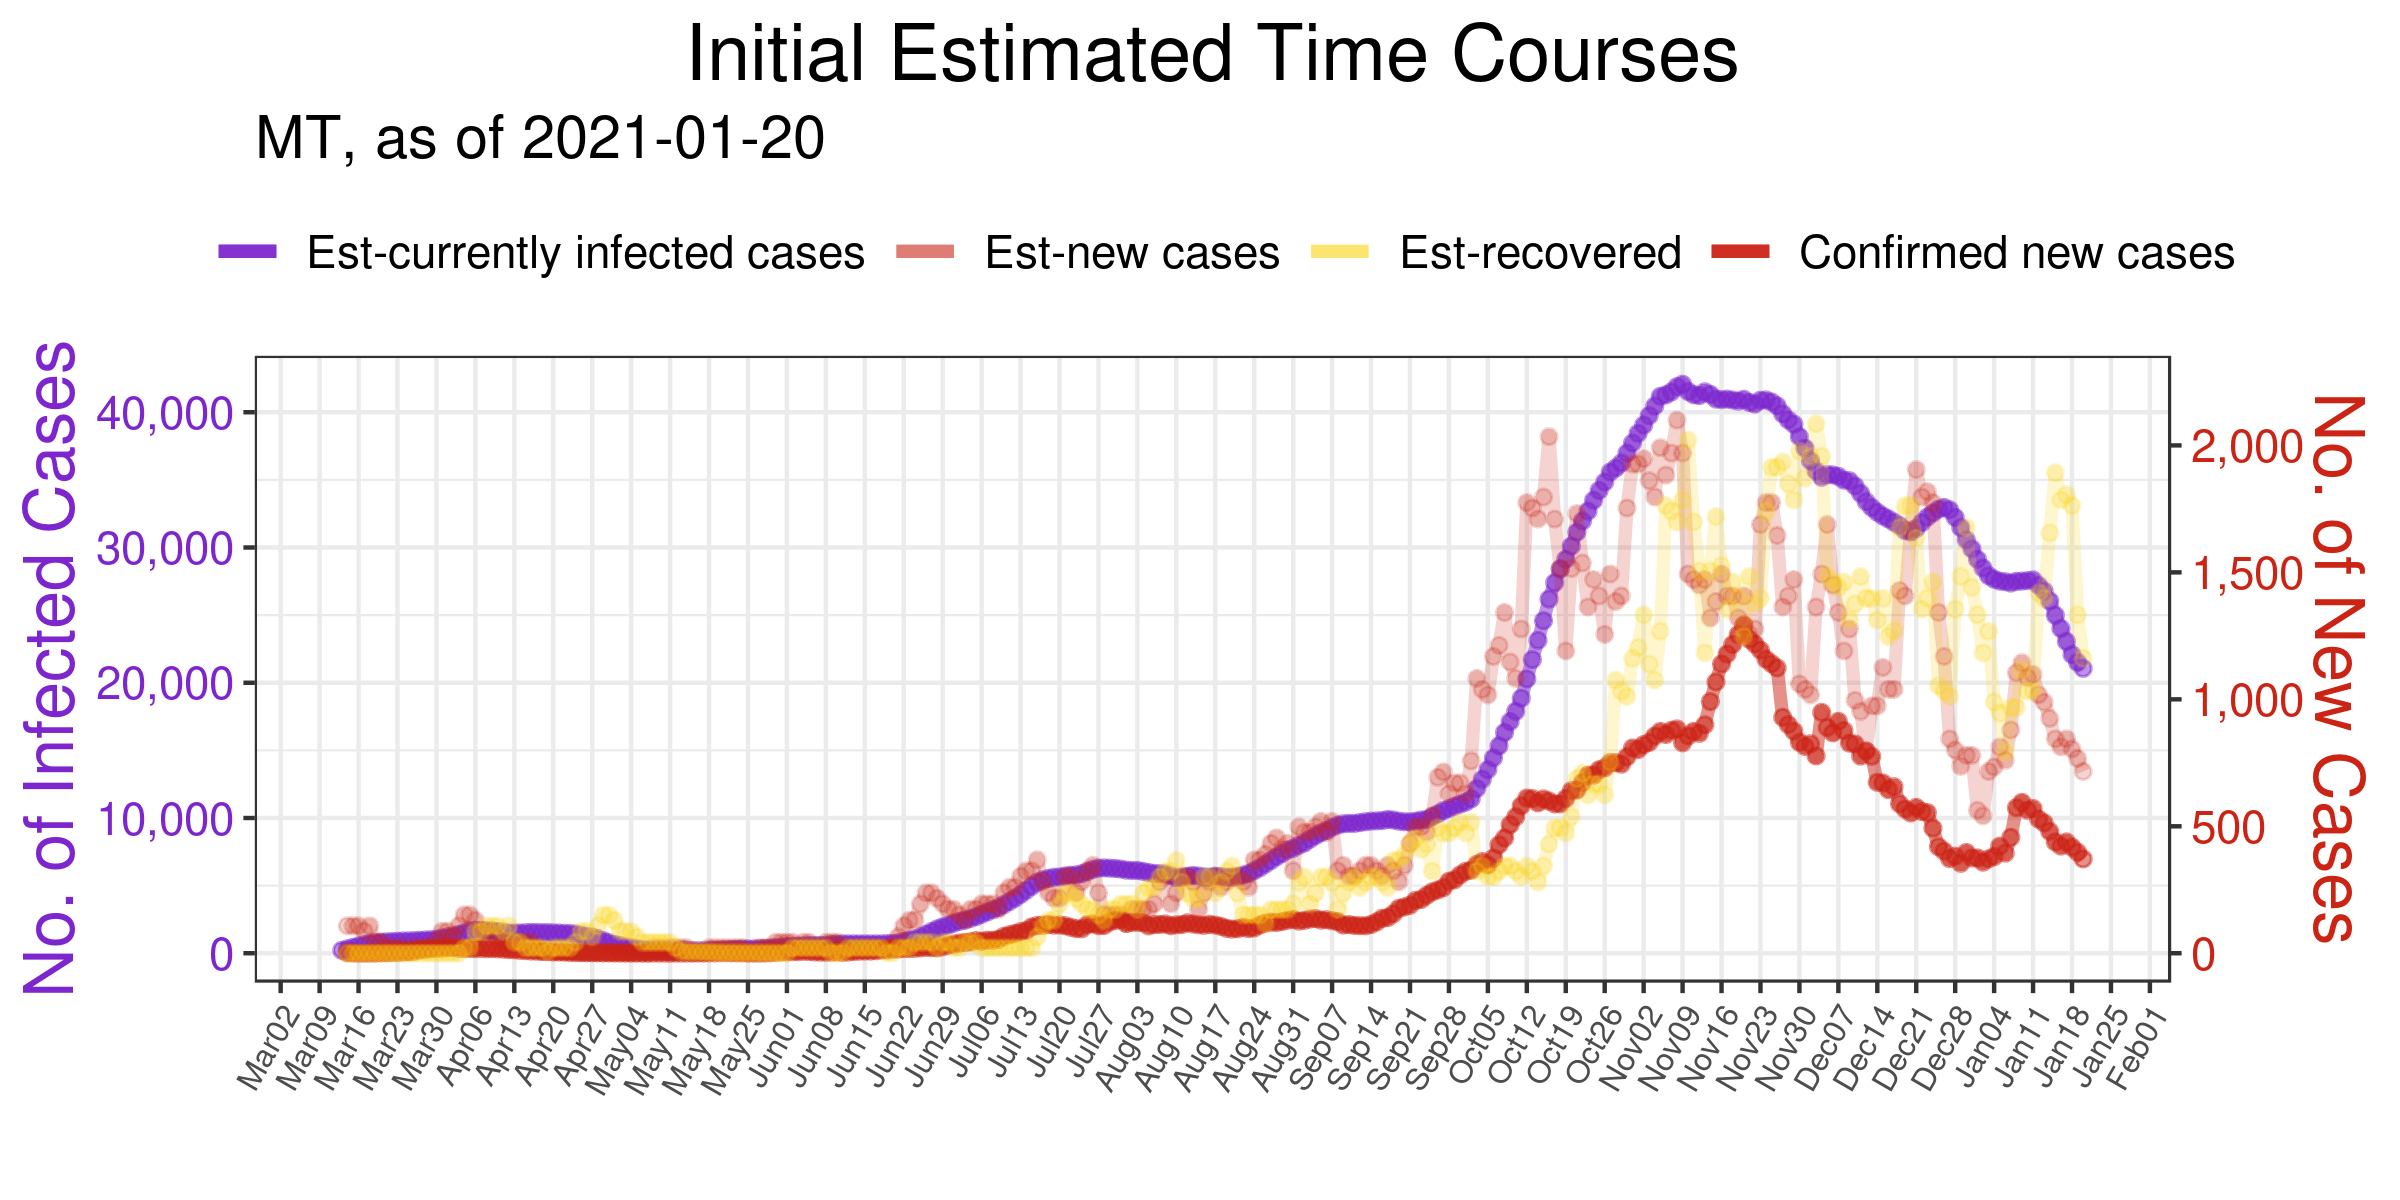 Initial Estimated Time Courses
MT, as of 2021-01-20
Est-currently infected cases Est-new cases Est-recovered Confirmed new cases
No. of Infected Cases
40,000
30,000
20,000
10,000
0
2,000
1,500
1,000
500
0
No. of New Cases
Mar02 Mar09 Mar16 Mar23 Mar30 Apr06 Apr13 Apr20 Apr27 May04 May11 May18 May25 Jun01 Jun08 Jun15 Jun22 Jun29 Jul06 Jul13 Jul20 Jul27 Aug03 Aug10 Aug17 Aug24 Aug31 Sep07 Sep14 Sep21 Sep28 Oct05 Oct12 Oct19 Oct26 Nov02 Nov09 Nov16 Nov23 Nov30 Dec07 Dec14 Dec21 Dec28 Jan04 Jan11 Jan18 Jan25 Feb01